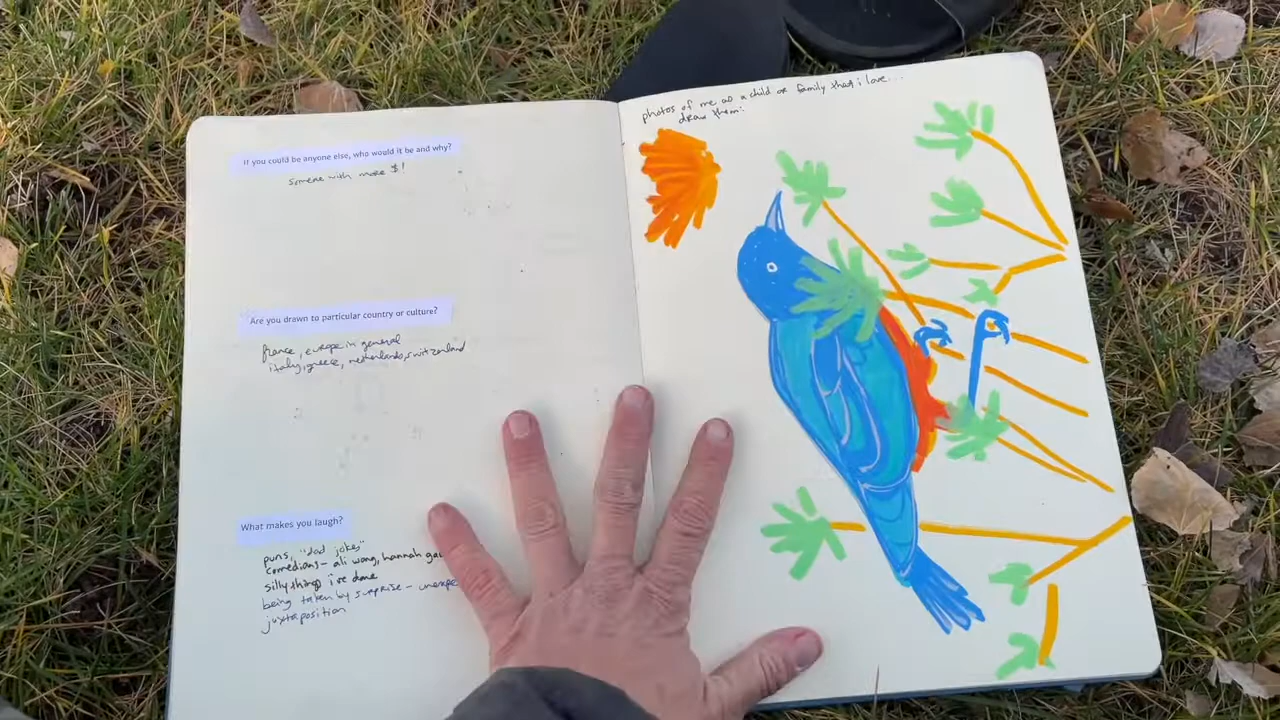 If you could be anyone else, who would it be and why?
someone with more $!
Are you drawn to particular country or culture?
france, europe in general
italy, greece, netherlands, switzerland
What makes you laugh?
puns, "dad jokes"
comedians - ali wong, hannah ga
silly things i've done
being taken by surprise - unexpe
juxtaposition
photos of me as a child or family that i love...
draw them: